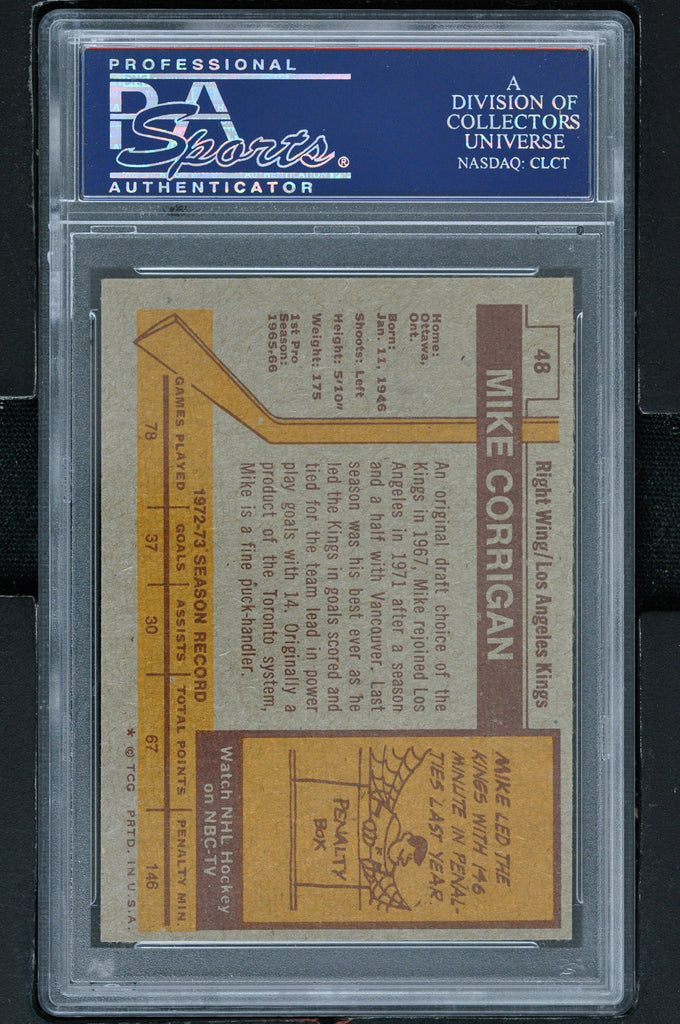 PROFESSIONAL
PSA
Sports®
AUTHENTICATOR
A
DIVISION OF
COLLECTORS
UNIVERSE
NASDAQ: CLCT
48
Right Wing/Los Angeles Kings
MIKE CORRIGAN
Home:
Ottawa,
Ont.
Born:
Jan. 11, 1946
Shoots: Left
Height: 5'10"
Weight: 175
1st Pro
Season:
1965-66
An original draft choice of the
Kings in 1967, Mike rejoined Los
Angeles in 1971 after a season
and a half with Vancouver. Last
season was his best ever as he
led the Kings in goals scored and
tied for the team lead in power
play goals with 14. Originally a
product of the Toronto system,
Mike is a fine puck-handler.
MIKE LED THE
KINGS WITH 146
MINUTE IN PENAL-
TIES LAST YEAR.
PENALTY
BOX
Watch NHL Hockey
on NBC-TV
1972-73 SEASON RECORD
GAMES PLAYED | GOALS | ASSISTS | TOTAL POINTS | PENALTY MIN.
78 37 30 67 146
* © TCG PRTD. IN U.S.A.